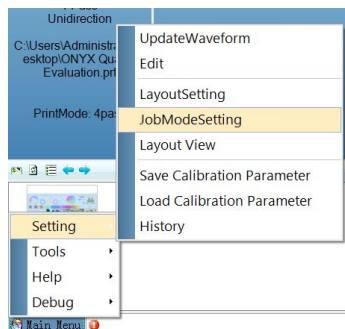 Unidirection
C:\Users\Administra
esktop\ONYX Qua
Evaluation.prt
PrintMode: 4pas
UpdateWaveform
Edit
LayoutSetting
JobModeSetting
Layout View
Save Calibration Parameter
Load Calibration Parameter
History
Setting
Tools
Help
Debug
Main Menu